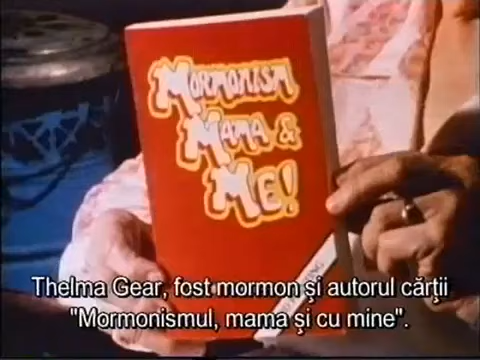 MORMONISM
MAMA &
ME!
Thelma Gear, fost mormon și autorul cărții
"Mormonismul, mama și cu mine".